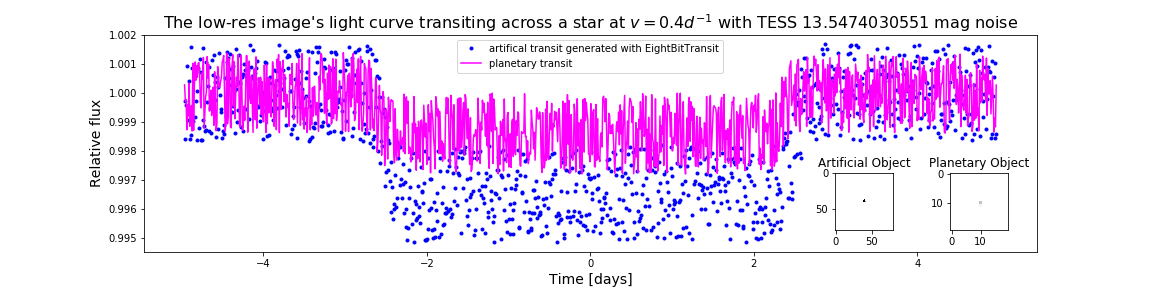 The low-res image's light curve transiting across a star at v = 0.4d⁻¹ with TESS 13.5474030551 mag noise
artifical transit generated with EightBitTransit
planetary transit
Relative flux
1.002
1.001
1.000
0.999
0.998
0.997
0.996
0.995
Artificial Object
0
50
0 50
Planetary Object
0
10
0 10
−4 −2 0 2 4
Time [days]